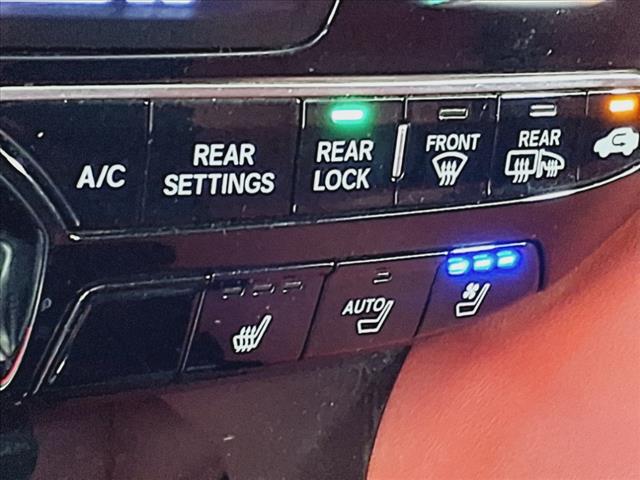 A/C
REAR
SETTINGS
REAR
LOCK
FRONT
REAR
AUTO